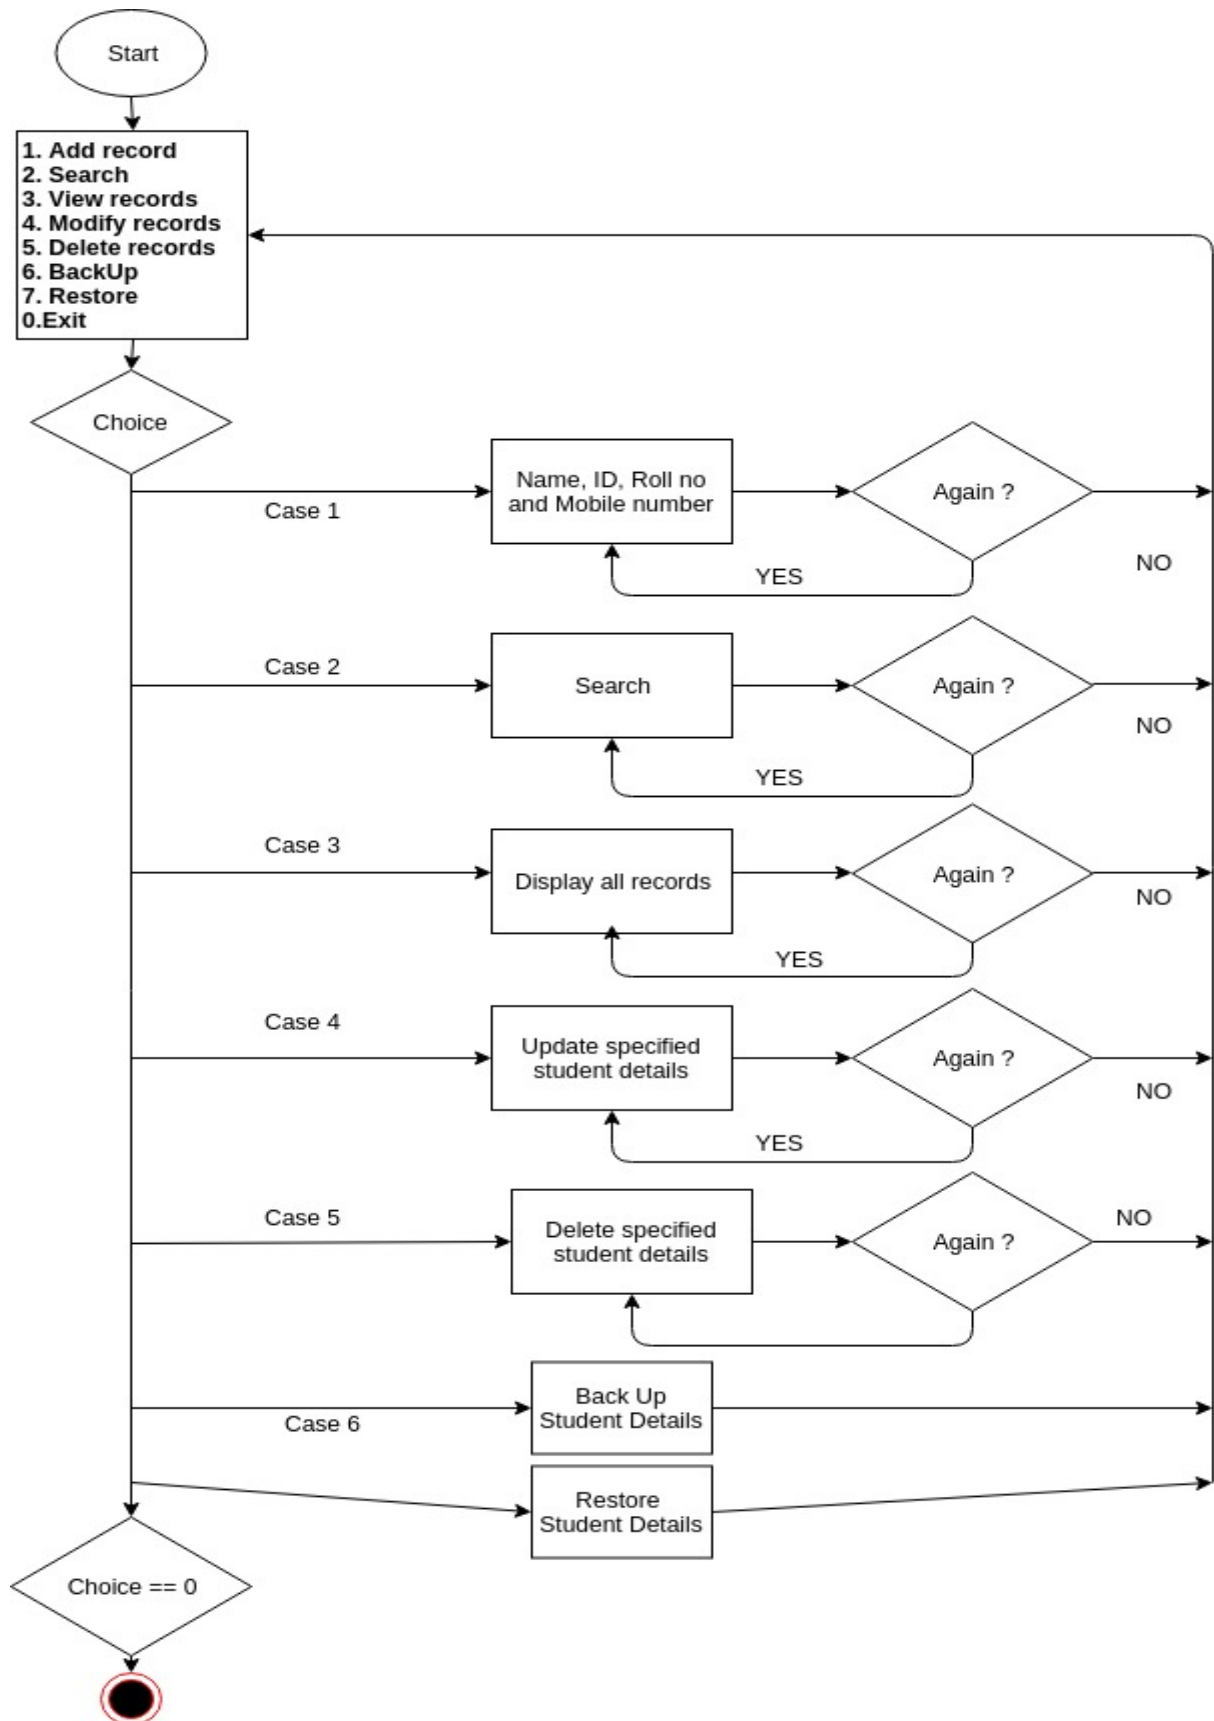 Start
1. Add record
2. Search
3. View records
4. Modify records
5. Delete records
6. BackUp
7. Restore
0.Exit
Choice
Case 1
Name, ID, Roll no
and Mobile number
Again ?
YES
NO
Case 2
Search
Again ?
YES
NO
Case 3
Display all records
Again ?
YES
NO
Case 4
Update specified
student details
Again ?
YES
NO
Case 5
Delete specified
student details
Again ?
NO
Case 6
Back Up
Student Details
Restore
Student Details
Choice == 0